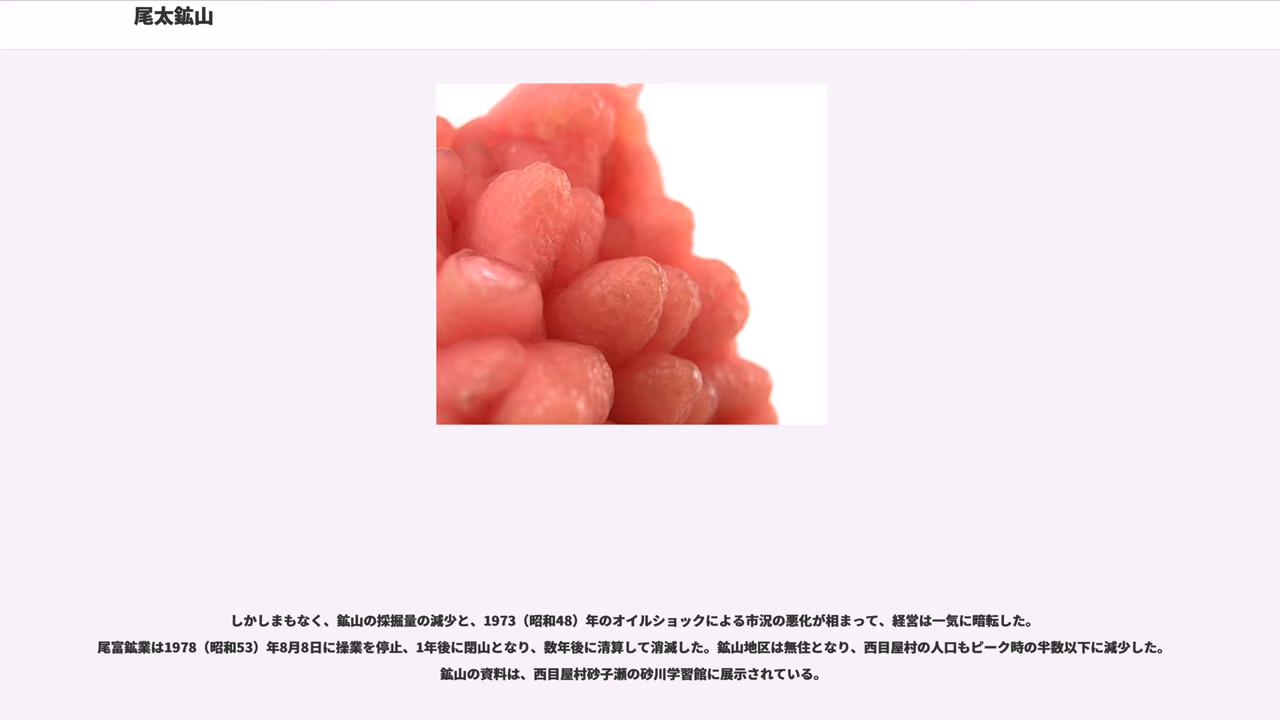 尾太鉱山
しかしまもなく、鉱山の採掘量の減少と、1973（昭和48）年のオイルショックによる市況の悪化が相まって、経営は一気に暗転した。
尾富鉱業は1978（昭和53）年8月8日に操業を停止、1年後に閉山となり、数年後に清算して消滅した。鉱山地区は無住となり、西目屋村の人口もピーク時の半数以下に減少した。
鉱山の資料は、西目屋村砂子瀬の砂川学習館に展示されている。